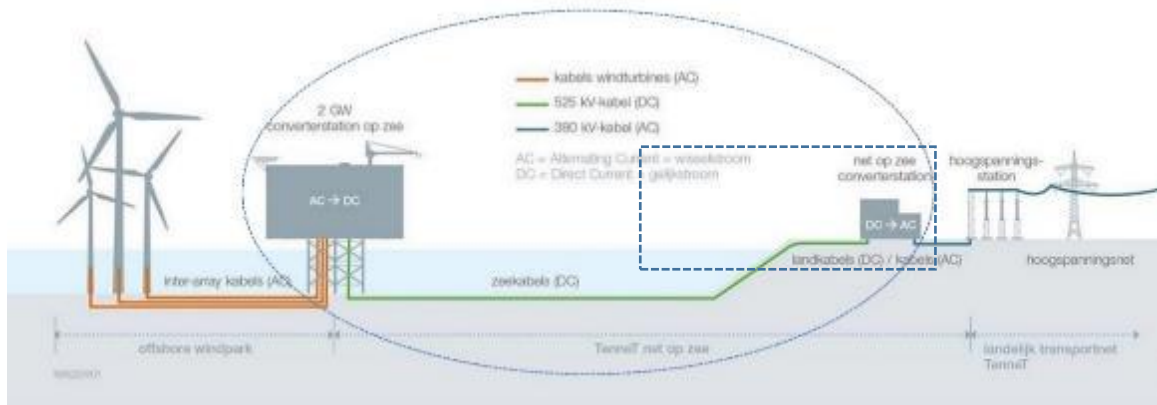 kabels windturbines (AC)
525 kV-kabel (DC)
380 kV-kabel (AC)
AC = Alternating Current = wisselstroom
DC = Direct Current = gelijkstroom
2 GW
converterstation op zee
net op zee
converterstation
hoogspannings-
station
AC → DC
DC → AC
inter-array kabels (AC)
zeekabels (DC)
landkabels (DC) / kabels (AC)
hoogspanningsnet
offshore windpark
TenneT net op zee
landelijk transportnet
TenneT